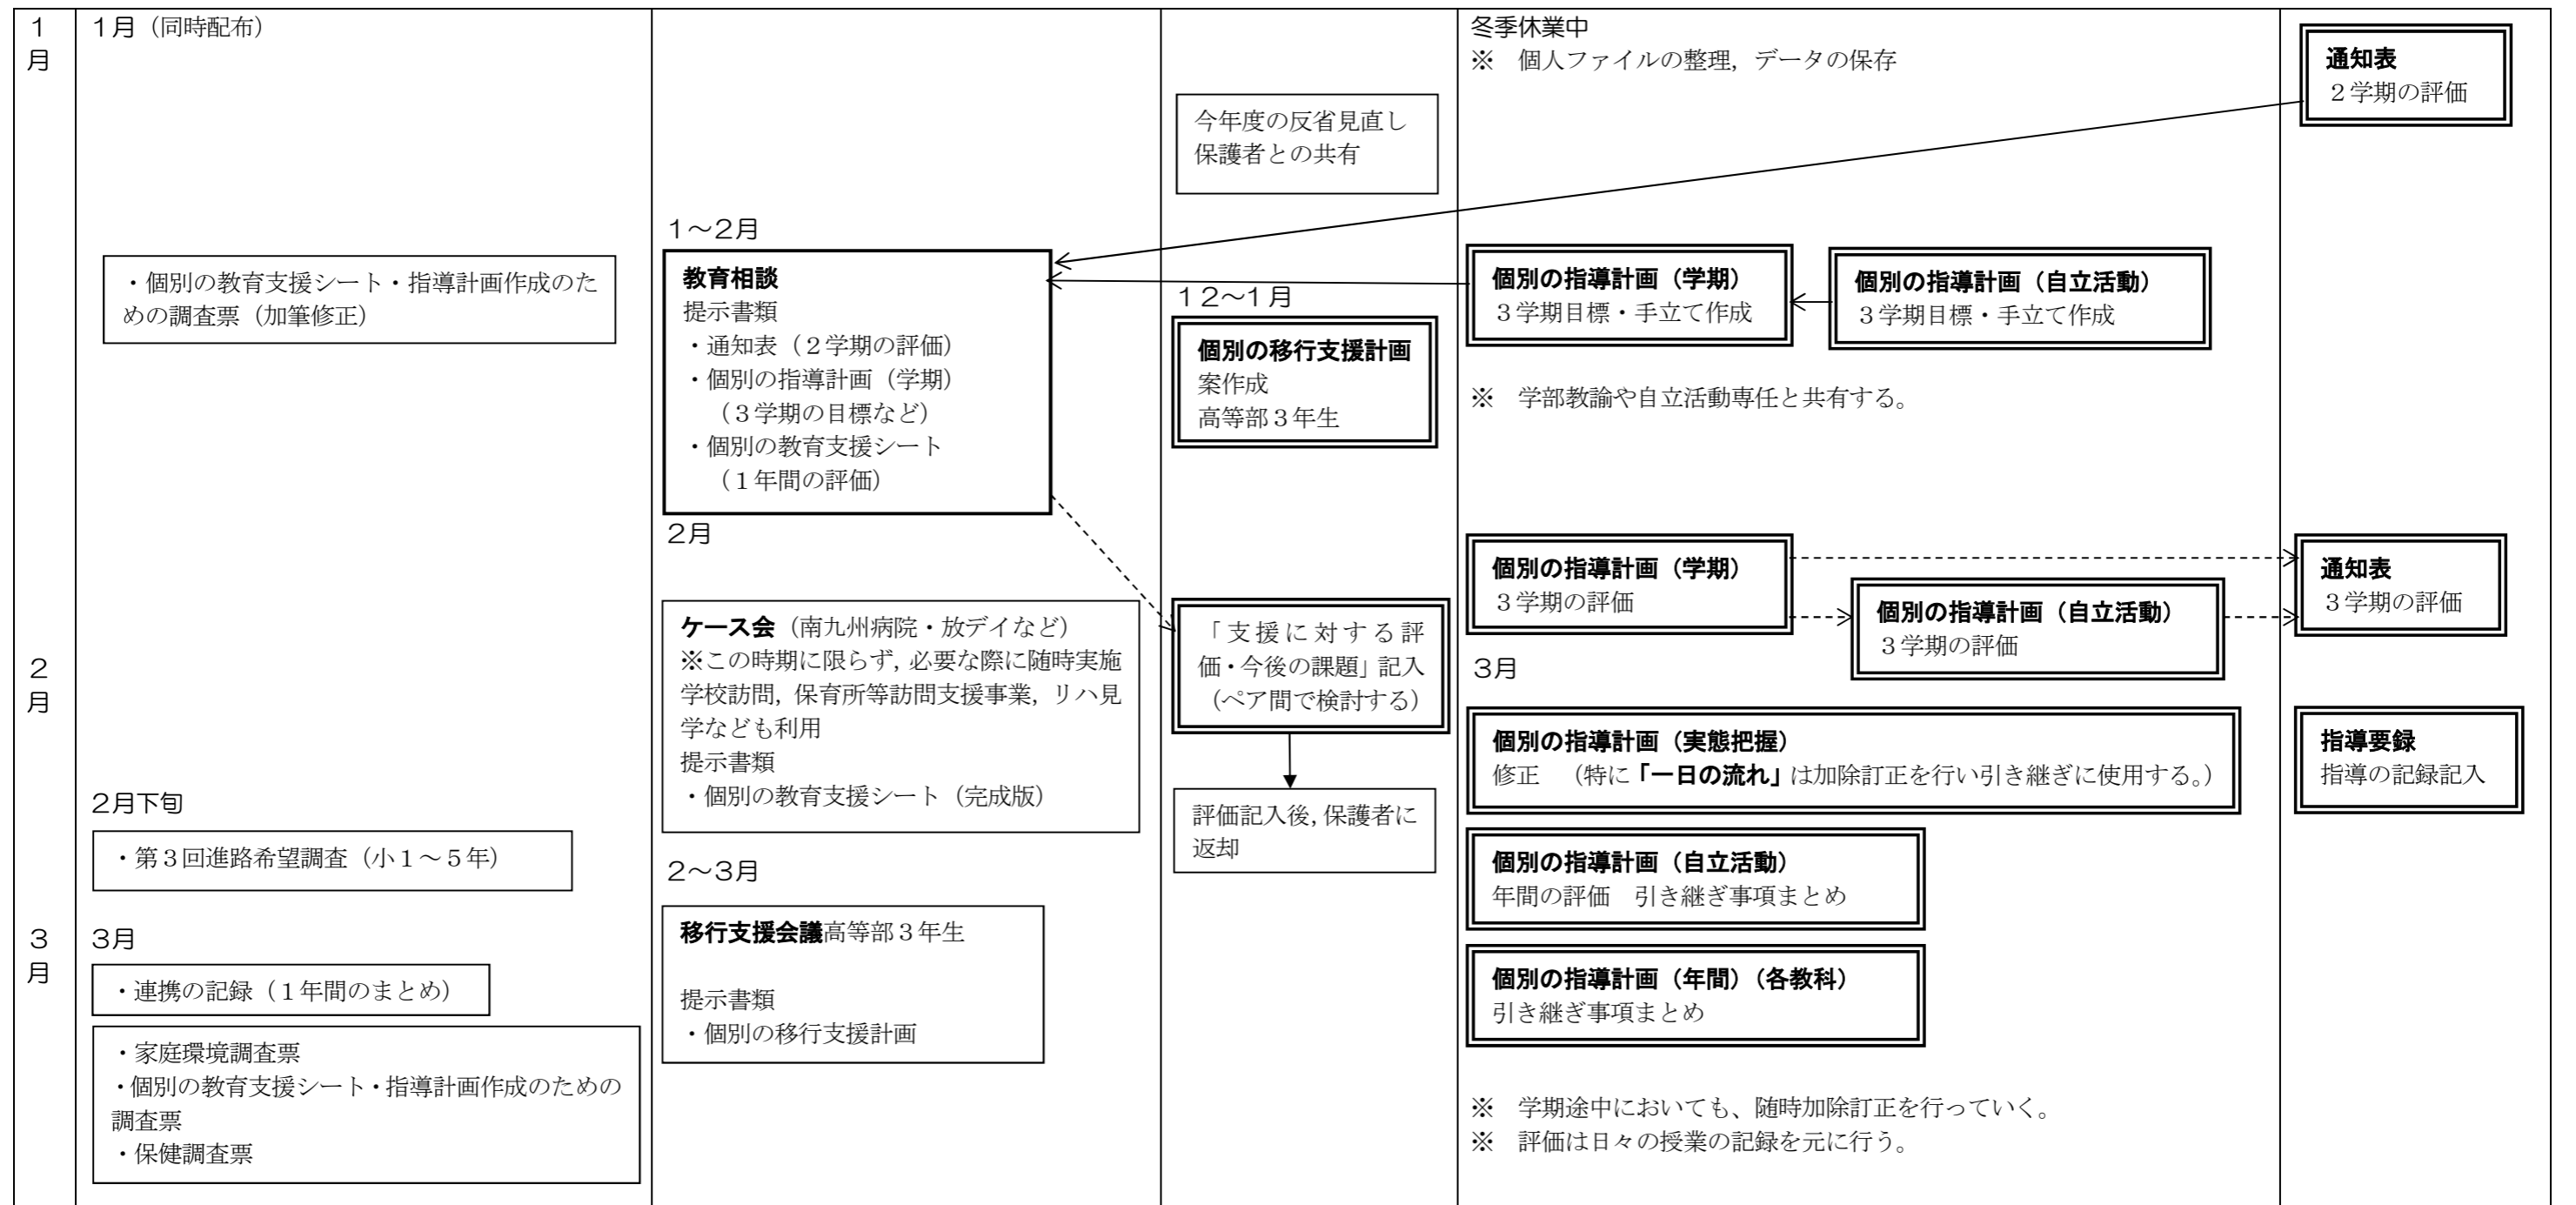 1
月
1月（同時配布）
・個別の教育支援シート・指導計画作成のた
めの調査票（加筆修正）
2
月
2月下旬
・第３回進路希望調査（小１～５年）
3
月
3月
・連携の記録（１年間のまとめ）
・家庭環境調査票
・個別の教育支援シート・指導計画作成のための
調査票
・保健調査票
1～2月
教育相談
提示書類
・通知表（２学期の評価）
・個別の指導計画（学期）
（３学期の目標など）
・個別の教育支援シート
（１年間の評価）
2月
ケース会（南九州病院・放デイなど）
※この時期に限らず，必要な際に随時実施
学校訪問，保育所等訪問支援事業，リハ見
学なども利用
提示書類
・個別の教育支援シート（完成版）
2～3月
移行支援会議高等部３年生
提示書類
・個別の移行支援計画
今年度の反省見直し
保護者との共有
12～1月
個別の移行支援計画
案作成
高等部３年生
「支援に対する評
価・今後の課題」記入
（ペア間で検討する）
評価記入後，保護者に
返却
冬季休業中
※　個人ファイルの整理，データの保存
個別の指導計画（学期）
３学期目標・手立て作成
個別の指導計画（自立活動）
３学期目標・手立て作成
※　学部教諭や自立活動専任と共有する。
個別の指導計画（学期）
３学期の評価
個別の指導計画（自立活動）
３学期の評価
3月
個別の指導計画（実態把握）
修正　（特に「一日の流れ」は加除訂正を行い引き継ぎに使用する。）
個別の指導計画（自立活動）
年間の評価　引き継ぎ事項まとめ
個別の指導計画（年間）（各教科）
引き継ぎ事項まとめ
※　学期途中においても、随時加除訂正を行っていく。
※　評価は日々の授業の記録を元に行う。
通知表
２学期の評価
通知表
３学期の評価
指導要録
指導の記録記入